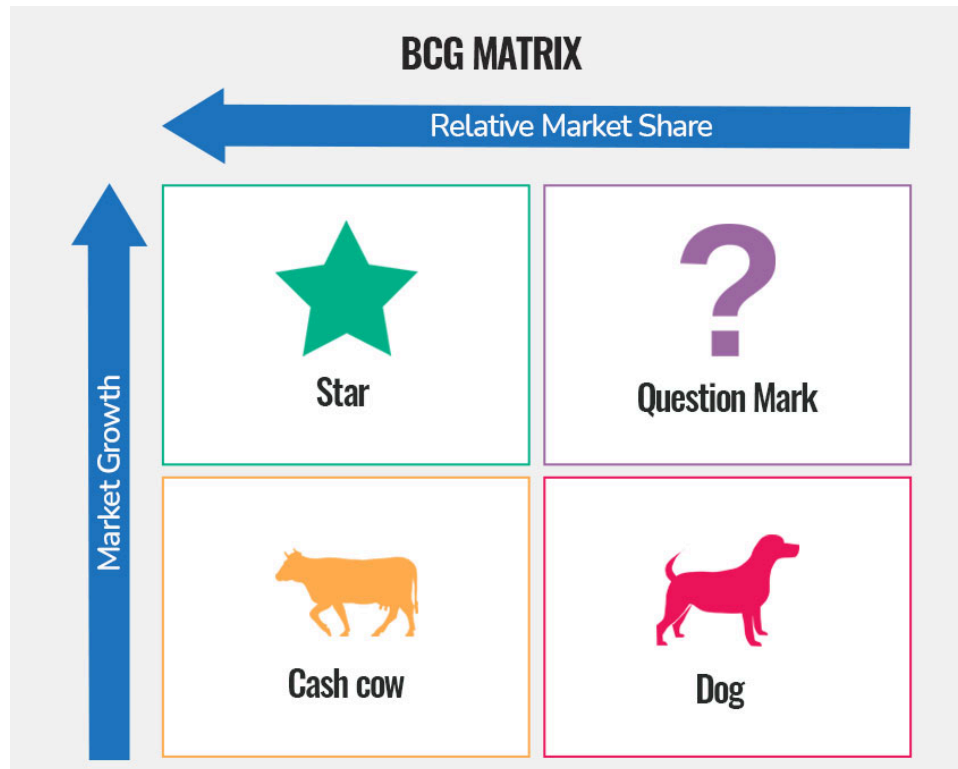 BCG MATRIX
Relative Market Share
Market Growth
Star
?
Question Mark
Cash cow
Dog